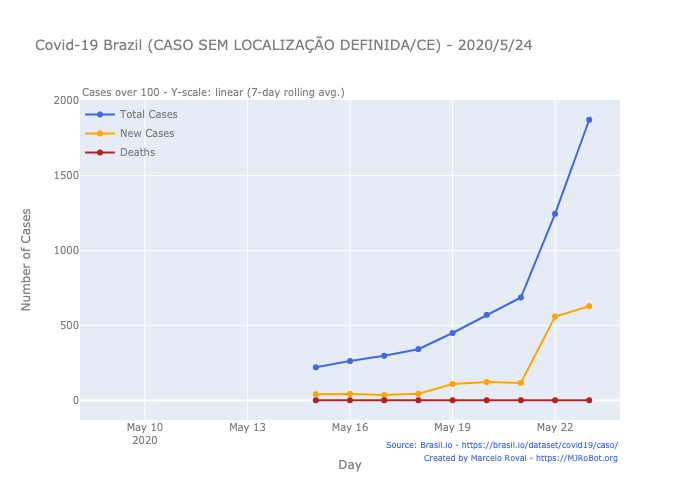 Covid-19 Brazil (CASO SEM LOCALIZAÇÃO DEFINIDA/CE) - 2020/5/24
Cases over 100 - Y-scale: linear (7-day rolling avg.)
Total Cases
New Cases
Deaths
Number of Cases
2000
1500
1000
500
0
May 10
2020
May 13
May 16
May 19
May 22
Day
Source: Brasil.io - https://brasil.io/dataset/covid19/caso/
Created by Marcelo Rovai - https://MJRoBot.org